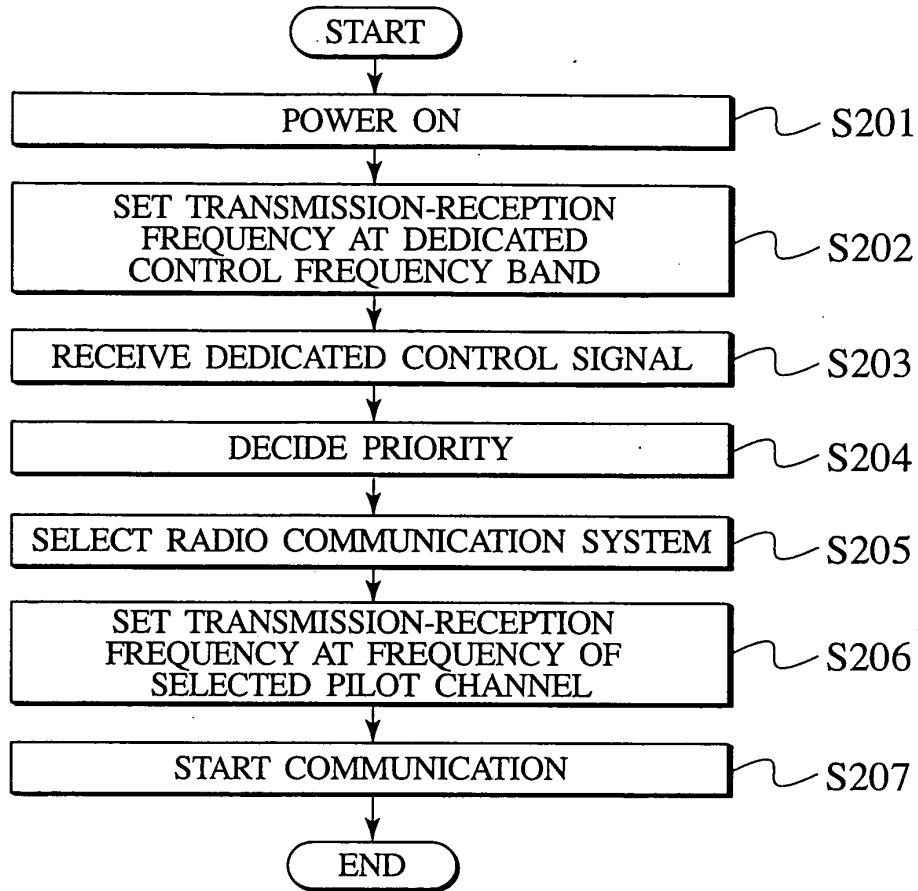 START
POWER ON
S201
SET TRANSMISSION-RECEPTION
FREQUENCY AT DEDICATED
CONTROL FREQUENCY BAND
S202
RECEIVE DEDICATED CONTROL SIGNAL
S203
DECIDE PRIORITY
S204
SELECT RADIO COMMUNICATION SYSTEM
S205
SET TRANSMISSION-RECEPTION
FREQUENCY AT FREQUENCY OF
SELECTED PILOT CHANNEL
S206
START COMMUNICATION
S207
END